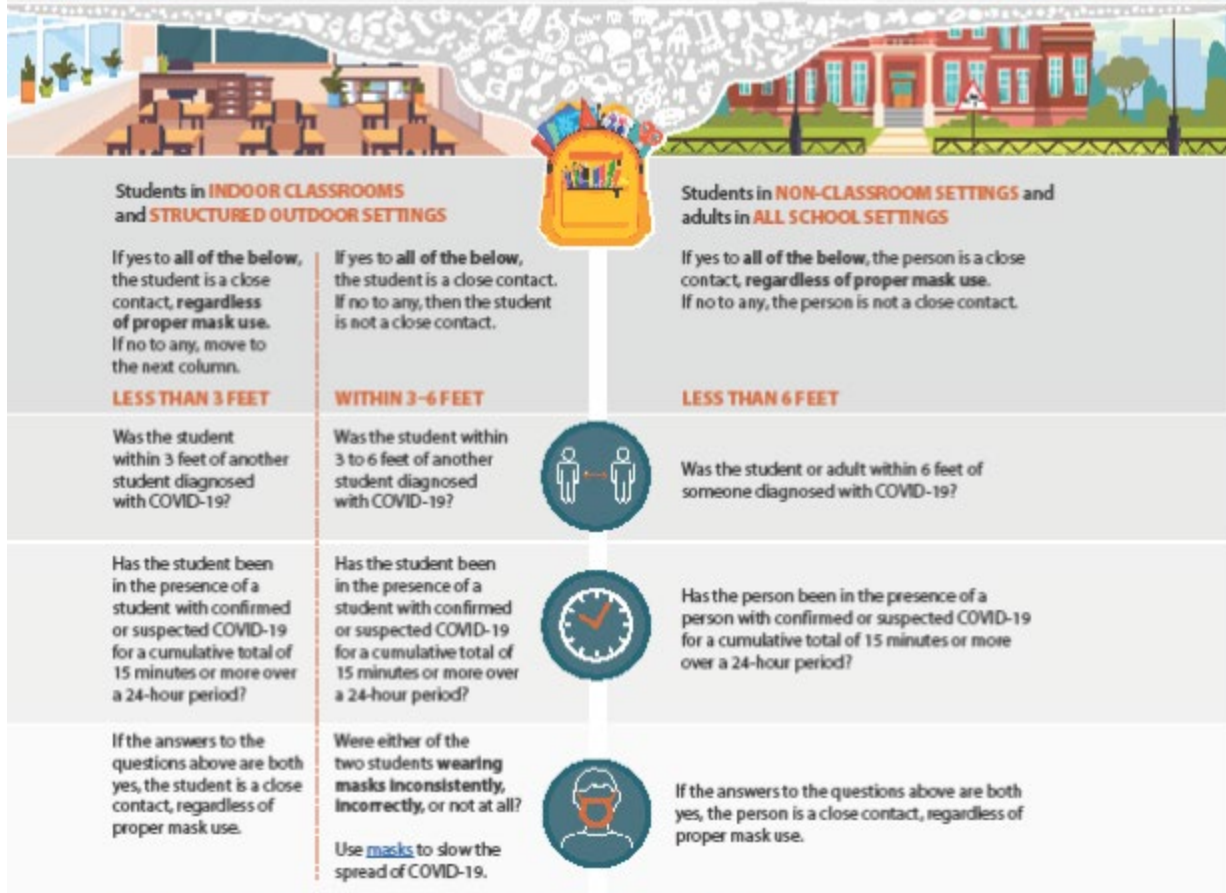 Students in INDOOR CLASSROOMS
and STRUCTURED OUTDOOR SETTINGS
If yes to all of the below,
the student is a close
contact, regardless
of proper mask use.
If no to any, move to
the next column.
LESS THAN 3 FEET
Was the student
within 3 feet of another
student diagnosed
with COVID-19?
Has the student been
in the presence of a
student with confirmed
or suspected COVID-19
for a cumulative total of
15 minutes or more over
a 24-hour period?
If the answers to the
questions above are both
yes, the student is a close
contact, regardless of
proper mask use.
If yes to all of the below,
the student is a close contact.
If no to any, then the student
is not a close contact.
WITHIN 3–6 FEET
Was the student within
3 to 6 feet of another
student diagnosed
with COVID-19?
Has the student been
in the presence of a
student with confirmed
or suspected COVID-19
for a cumulative total of
15 minutes or more over
a 24-hour period?
Were either of the
two students wearing
masks inconsistently,
incorrectly, or not at all?
Use masks to slow the
spread of COVID-19.
Students in NON-CLASSROOM SETTINGS and
adults in ALL SCHOOL SETTINGS
If yes to all of the below, the person is a close
contact, regardless of proper mask use.
If no to any, the person is not a close contact.
LESS THAN 6 FEET
Was the student or adult within 6 feet of
someone diagnosed with COVID-19?
Has the person been in the presence of a
person with confirmed or suspected COVID-19
for a cumulative total of 15 minutes or more
over a 24-hour period?
If the answers to the questions above are both
yes, the person is a close contact, regardless of
proper mask use.